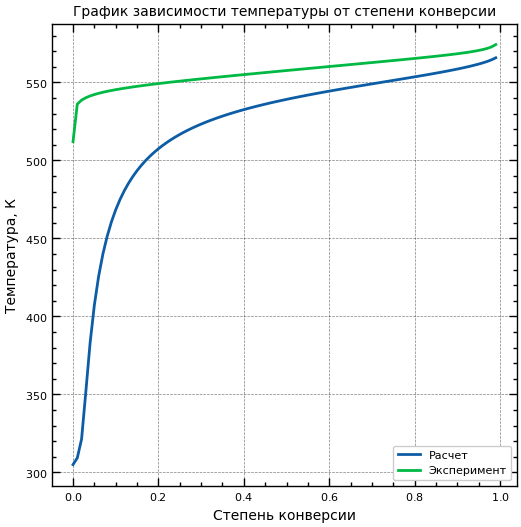 График зависимости температуры от степени конверсии
Температура, К
550
500
450
400
350
300
0.0 0.2 0.4 0.6 0.8 1.0
Степень конверсии
Расчет
Эксперимент